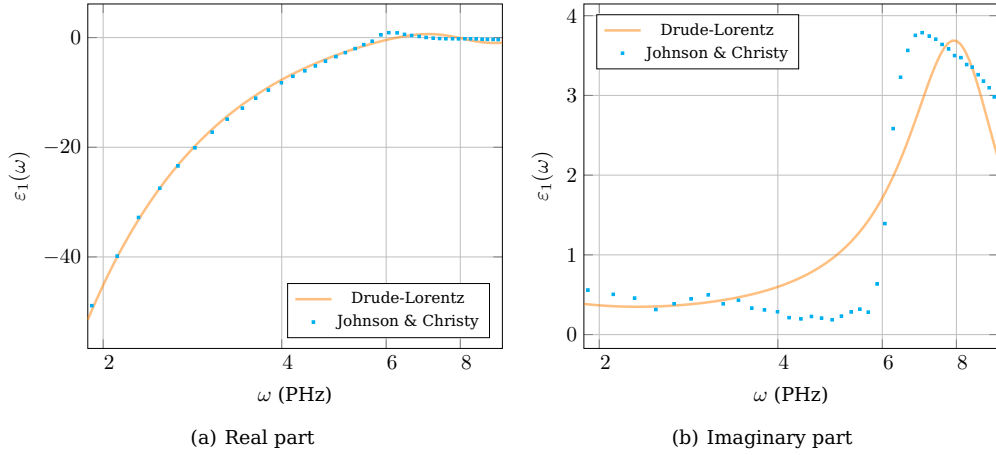 0
−20
−40
2
4
6
8
ε₁(ω)
ω (PHz)
Drude-Lorentz
Johnson & Christy
(a) Real part
4
3
2
1
0
2
4
6
8
ε₁(ω)
ω (PHz)
Drude-Lorentz
Johnson & Christy
(b) Imaginary part